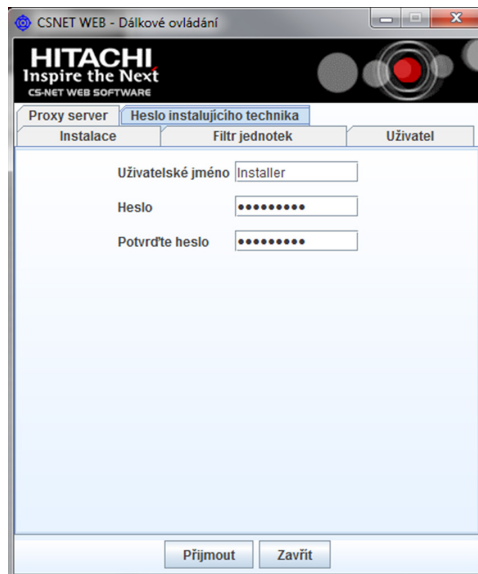 CSNET WEB - Dálkové ovládání
HITACHI
Inspire the Next
CS-NET WEB SOFTWARE
Proxy server Heslo instalujícího technika
Instalace Filtr jednotek Uživatel
Uživatelské jméno Installer
Heslo •••••••••
Potvrďte heslo •••••••••
Přijmout Zavřít